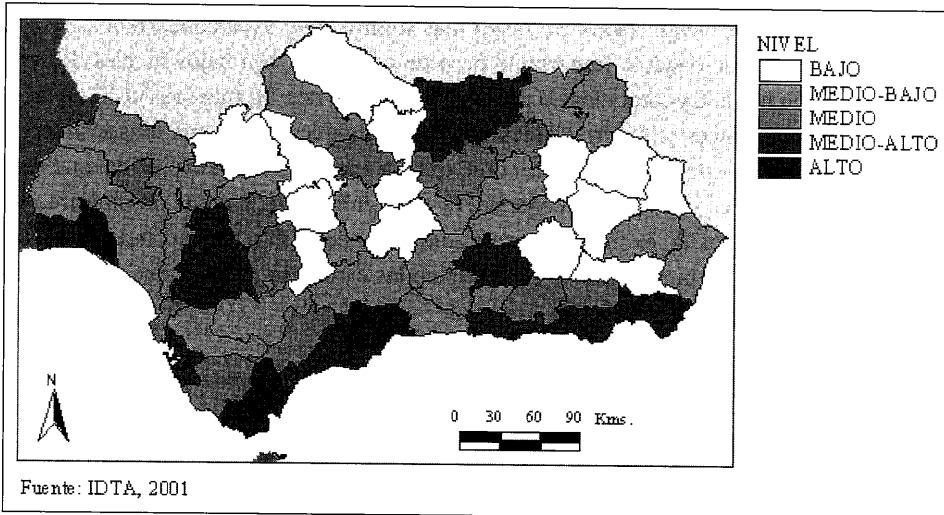 NIVEL
BAJO
MEDIO-BAJO
MEDIO
MEDIO-ALTO
ALTO
N
0 30 60 90 Kms.
Fuente: IDTA, 2001